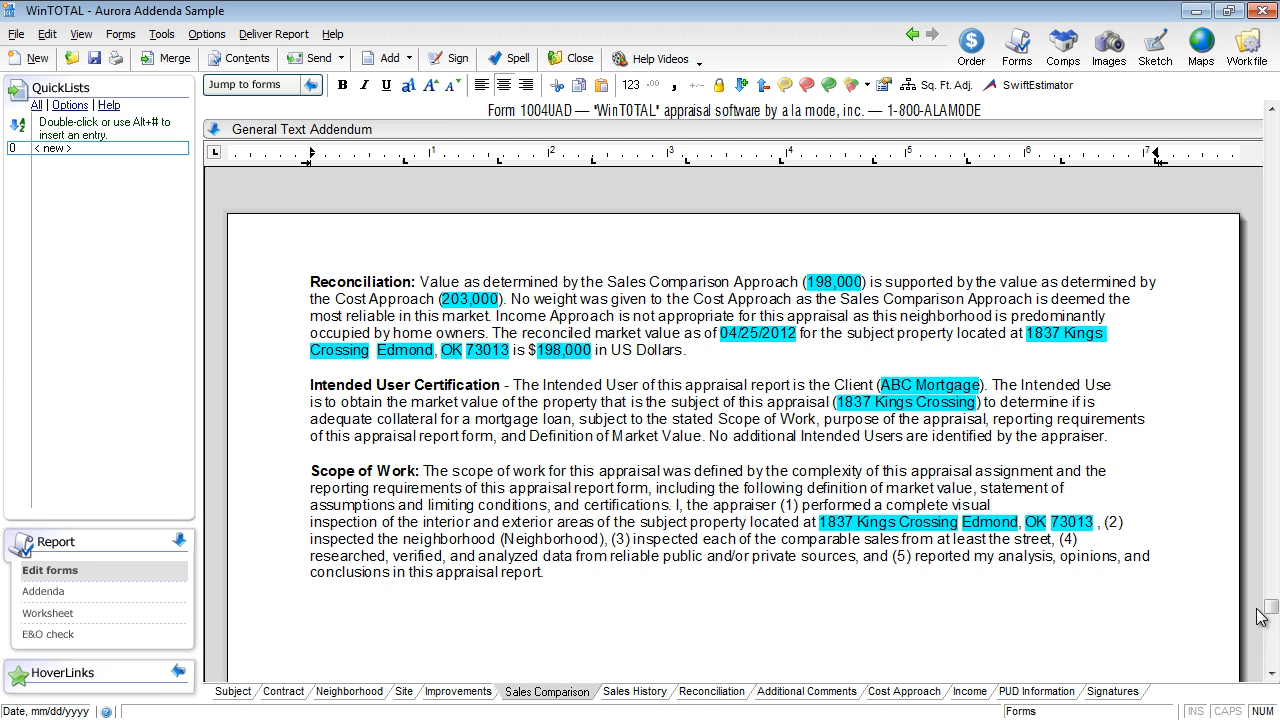 WinTOTAL - Aurora Addenda Sample
File Edit View Forms Tools Options Deliver Report Help
New Merge Contents Send Add Sign Spell Close Help Videos
Order Forms Comps Images Sketch Maps Workfile
QuickLists
All | Options | Help
Double-click or use Alt+# to
insert an entry.
0 < new >
Jump to forms B I U 123 Sq. Ft. Adj. SwiftEstimator
Form 1004UAD — "WinTOTAL" appraisal software by a la mode, inc. — 1-800-ALAMODE
General Text Addendum
1 2 3 4 5 6 7
Reconciliation: Value as determined by the Sales Comparison Approach (198,000) is supported by the value as determined by
the Cost Approach (203,000). No weight was given to the Cost Approach as the Sales Comparison Approach is deemed the
most reliable in this market. Income Approach is not appropriate for this appraisal as this neighborhood is predominantly
occupied by home owners. The reconciled market value as of 04/25/2012 for the subject property located at 1837 Kings
Crossing Edmond, OK 73013 is $198,000 in US Dollars.
Intended User Certification - The Intended User of this appraisal report is the Client (ABC Mortgage). The Intended Use
is to obtain the market value of the property that is the subject of this appraisal (1837 Kings Crossing) to determine if is
adequate collateral for a mortgage loan, subject to the stated Scope of Work, purpose of the appraisal, reporting requirements
of this appraisal report form, and Definition of Market Value. No additional Intended Users are identified by the appraiser.
Scope of Work: The scope of work for this appraisal was defined by the complexity of this appraisal assignment and the
reporting requirements of this appraisal report form, including the following definition of market value, statement of
assumptions and limiting conditions, and certifications. I, the appraiser (1) performed a complete visual
inspection of the interior and exterior areas of the subject property located at 1837 Kings Crossing Edmond, OK 73013 , (2)
inspected the neighborhood (Neighborhood), (3) inspected each of the comparable sales from at least the street, (4)
researched, verified, and analyzed data from reliable public and/or private sources, and (5) reported my analysis, opinions, and
conclusions in this appraisal report.
Report
Edit forms
Addenda
Worksheet
E&O check
HoverLinks
Subject Contract Neighborhood Site Improvements Sales Comparison Sales History Reconciliation Additional Comments Cost Approach Income PUD Information Signatures
Date, mm/dd/yyyy Forms INS CAPS NUM